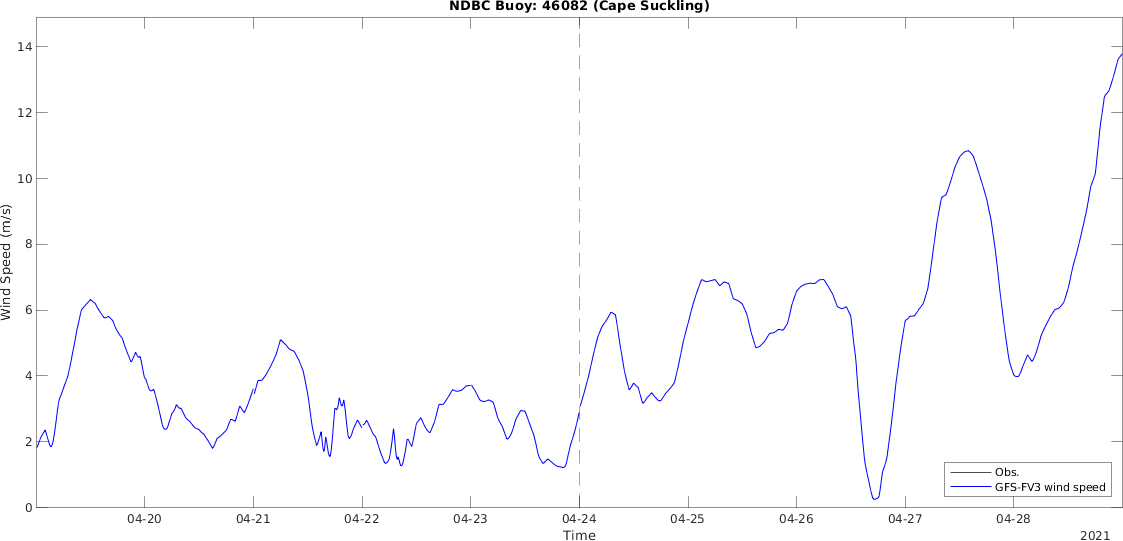 NDBC Buoy: 46082 (Cape Suckling)
14
12
10
8
6
4
2
0
Wind Speed (m/s)
Obs.
GFS-FV3 wind speed
04-20 04-21 04-22 04-23 04-24 04-25 04-26 04-27 04-28
Time
2021